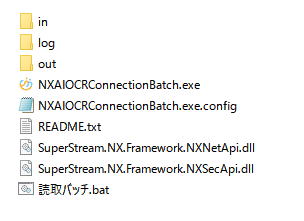 in
log
out
NXAIOCRConnectionBatch.exe
NXAIOCRConnectionBatch.exe.config
README.txt
SuperStream.NX.Framework.NXNetApi.dll
SuperStream.NX.Framework.NXSecApi.dll
読取バッチ.bat